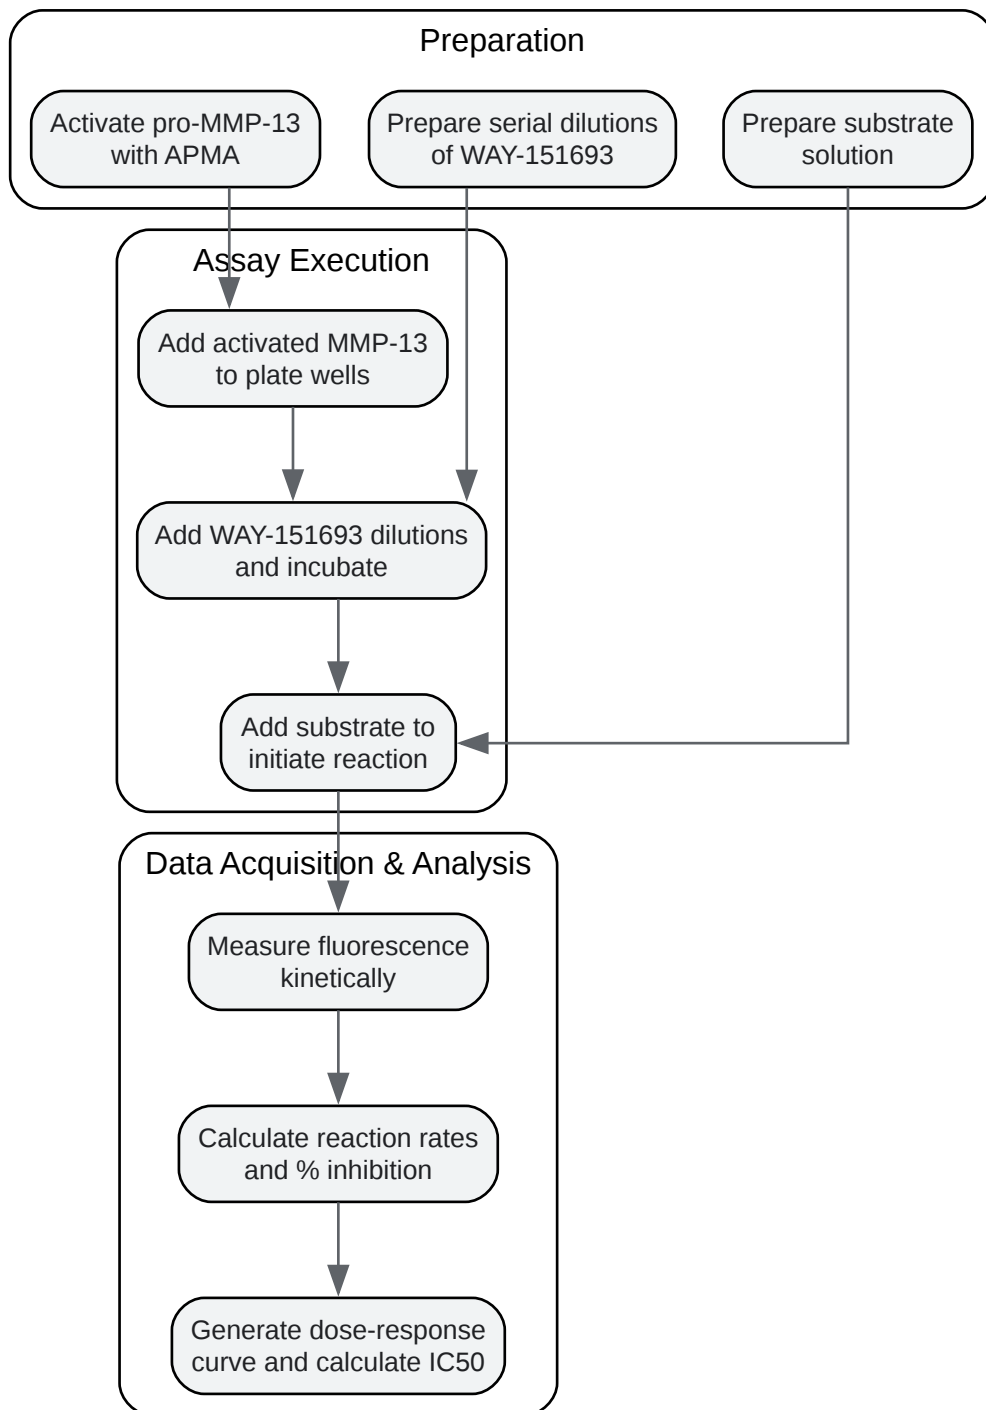 Preparation
Activate pro-MMP-13
with APMA
Prepare serial dilutions
of WAY-151693
Prepare substrate
solution
Assay Execution
Add activated MMP-13
to plate wells
Add WAY-151693 dilutions
and incubate
Add substrate to
initiate reaction
Data Acquisition & Analysis
Measure fluorescence
kinetically
Calculate reaction rates
and % inhibition
Generate dose-response
curve and calculate IC50